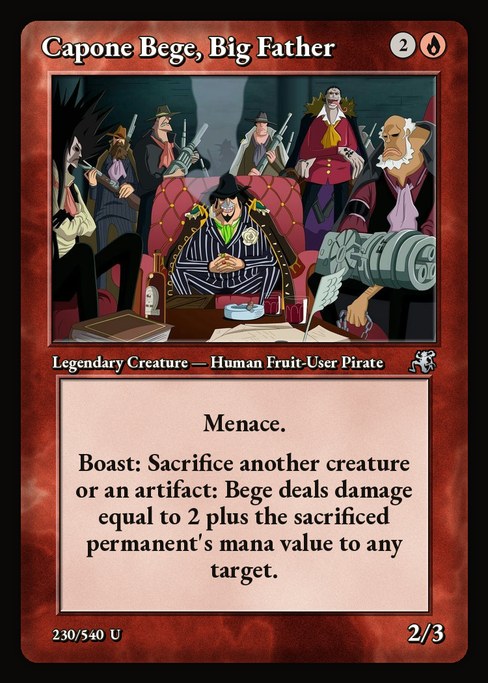 Capone Bege, Big Father
2
Legendary Creature — Human Fruit-User Pirate
Menace.
Boast: Sacrifice another creature
or an artifact: Bege deals damage
equal to 2 plus the sacrificed
permanent's mana value to any
target.
230/540 U
2/3